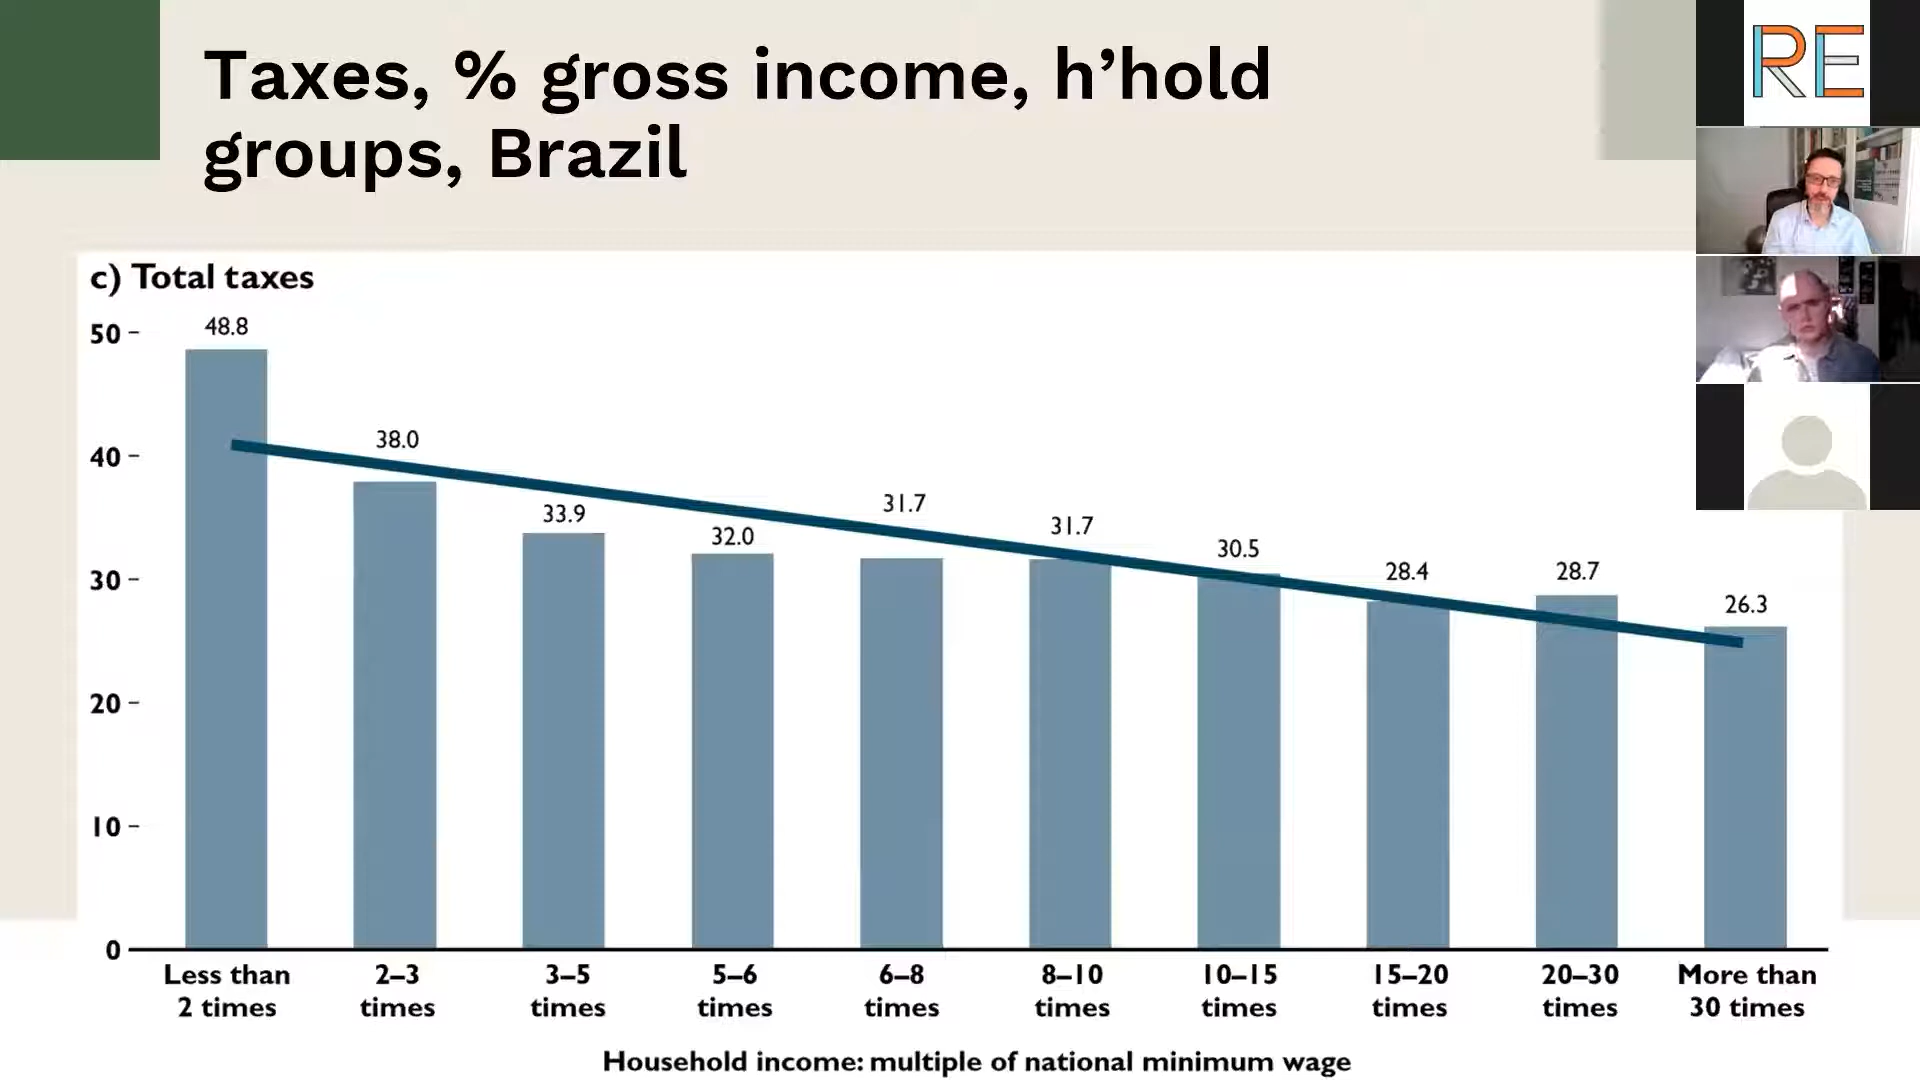 Taxes, % gross income, h’hold
groups, Brazil
RE
c) Total taxes
50
40
30
20
10
0
48.8
38.0
33.9
32.0
31.7
31.7
30.5
28.4
28.7
26.3
Less than
2 times
2–3
times
3–5
times
5–6
times
6–8
times
8–10
times
10–15
times
15–20
times
20–30
times
More than
30 times
Household income: multiple of national minimum wage